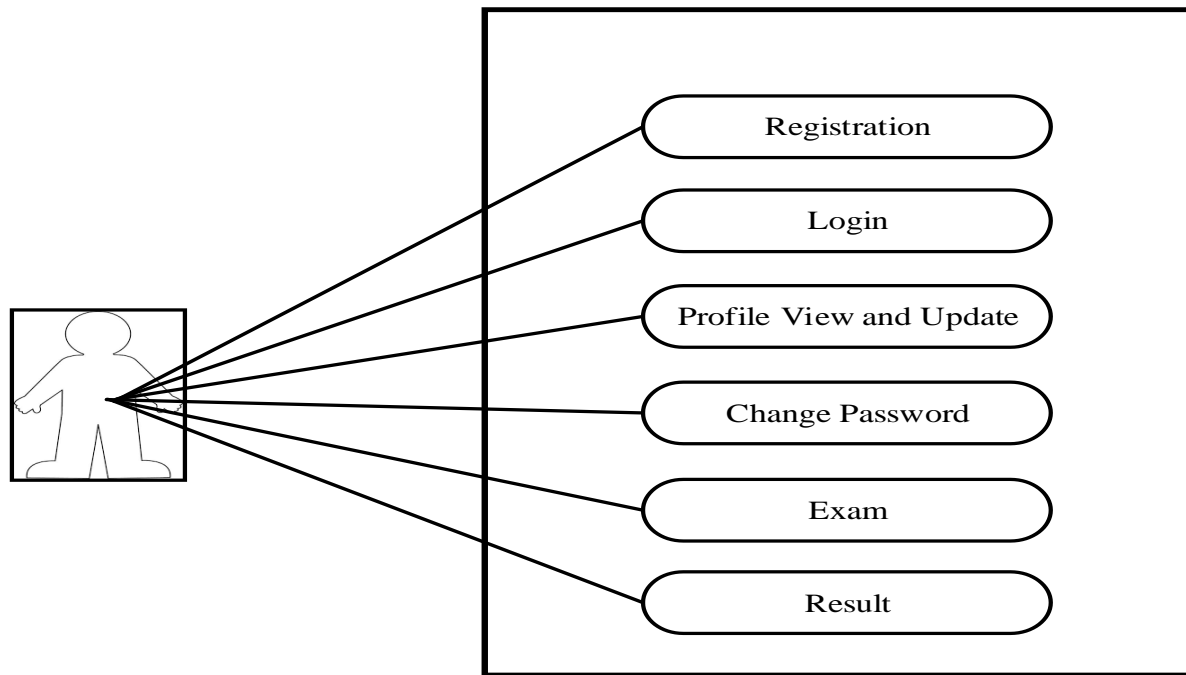 Registration
Login
Profile View and Update
Change Password
Exam
Result